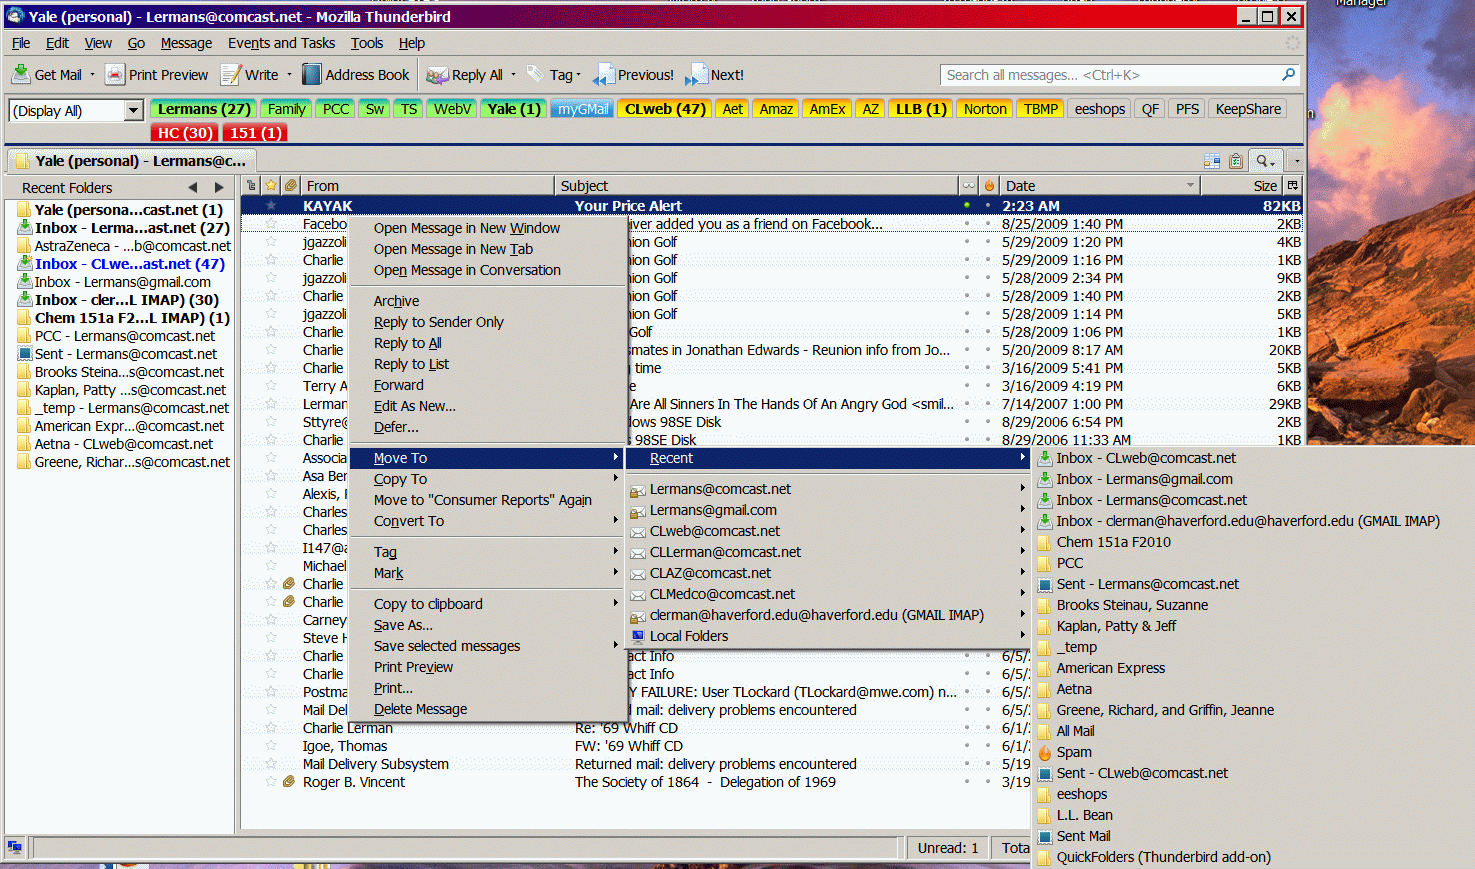 Manager
Yale (personal) - Lermans@comcast.net - Mozilla Thunderbird
File Edit View Go Message Events and Tasks Tools Help
Get Mail Print Preview Write Address Book Reply All Tag Previous! Next! Search all messages... <Ctrl+K>
(Display All) Lermans (27) Family PCC Sw TS WebV Yale (1) myGMail CLweb (47) Aet Amaz AmEx AZ LLB (1) Norton TBMP eeshops QF PFS KeepShare
HC (30) 151 (1)
Yale (personal) - Lermans@c...
Recent Folders
Yale (persona...cast.net (1)
Inbox - Lerma...ast.net (27)
AstraZeneca - ...b@comcast.net
Inbox - CLwe...ast.net (47)
Inbox - Lermans@gmail.com
Inbox - cler...L IMAP) (30)
Chem 151a F2...L IMAP) (1)
PCC - Lermans@comcast.net
Sent - Lermans@comcast.net
Brooks Steina...s@comcast.net
Kaplan, Patty ...s@comcast.net
_temp - Lermans@comcast.net
American Expr...@comcast.net
Aetna - CLweb@comcast.net
Greene, Richar...s@comcast.net
From Subject Date Size
KAYAK Your Price Alert 2:23 AM 82KB
Facebo iver added you as a friend on Facebook... 8/25/2009 1:40 PM 2KB
jgazzoli nion Golf 5/29/2009 1:20 PM 4KB
Charlie nion Golf 5/29/2009 1:16 PM 1KB
jgazzoli nion Golf 5/28/2009 2:34 PM 9KB
Charlie nion Golf 5/28/2009 1:40 PM 2KB
jgazzoli nion Golf 5/28/2009 1:14 PM 5KB
Charlie Golf 5/28/2009 1:06 PM 1KB
Charlie smates in Jonathan Edwards - Reunion info from Jo... 5/20/2009 8:17 AM 20KB
Charlie time 3/16/2009 5:41 PM 5KB
Terry A e 3/16/2009 4:19 PM 6KB
Lerman Are All Sinners In The Hands Of An Angry God <smil... 7/14/2007 1:00 PM 29KB
Sttyre@ dows 98SE Disk 8/29/2006 6:54 PM 2KB
Charlie s 98SE Disk 8/29/2006 11:33 AM 1KB
Associa
Asa Ber
Alexis, F
Charles
Charles
I147@a
Michael
Charlie
Charlie
Carney
Steve H
Charlie tact Info 6/5/2
Charlie tact Info 6/5/2
Postma Y FAILURE: User TLockard (TLockard@mwe.com) n... 6/5/2
Mail Del d mail: delivery problems encountered 6/5/2
Charlie Lerman Re: '69 Whiff CD 6/1/2
Igoe, Thomas FW: '69 Whiff CD 6/1/2
Mail Delivery Subsystem Returned mail: delivery problems encountered 5/19
Roger B. Vincent The Society of 1864 - Delegation of 1969 3/19
Open Message in New Window
Open Message in New Tab
Open Message in Conversation
Archive
Reply to Sender Only
Reply to All
Reply to List
Forward
Edit As New...
Defer...
Move To
Copy To
Move to "Consumer Reports" Again
Convert To
Tag
Mark
Copy to clipboard
Save As...
Save selected messages
Print Preview
Print...
Delete Message
Recent
Lermans@comcast.net
Lermans@gmail.com
CLweb@comcast.net
CLLerman@comcast.net
CLAZ@comcast.net
CLMedco@comcast.net
clerman@haverford.edu@haverford.edu (GMAIL IMAP)
Local Folders
Inbox - CLweb@comcast.net
Inbox - Lermans@gmail.com
Inbox - Lermans@comcast.net
Inbox - clerman@haverford.edu@haverford.edu (GMAIL IMAP)
Chem 151a F2010
PCC
Sent - Lermans@comcast.net
Brooks Steinau, Suzanne
Kaplan, Patty & Jeff
_temp
American Express
Aetna
Greene, Richard, and Griffin, Jeanne
All Mail
Spam
Sent - CLweb@comcast.net
eeshops
L.L. Bean
Sent Mail
QuickFolders (Thunderbird add-on)
Unread: 1 Tota